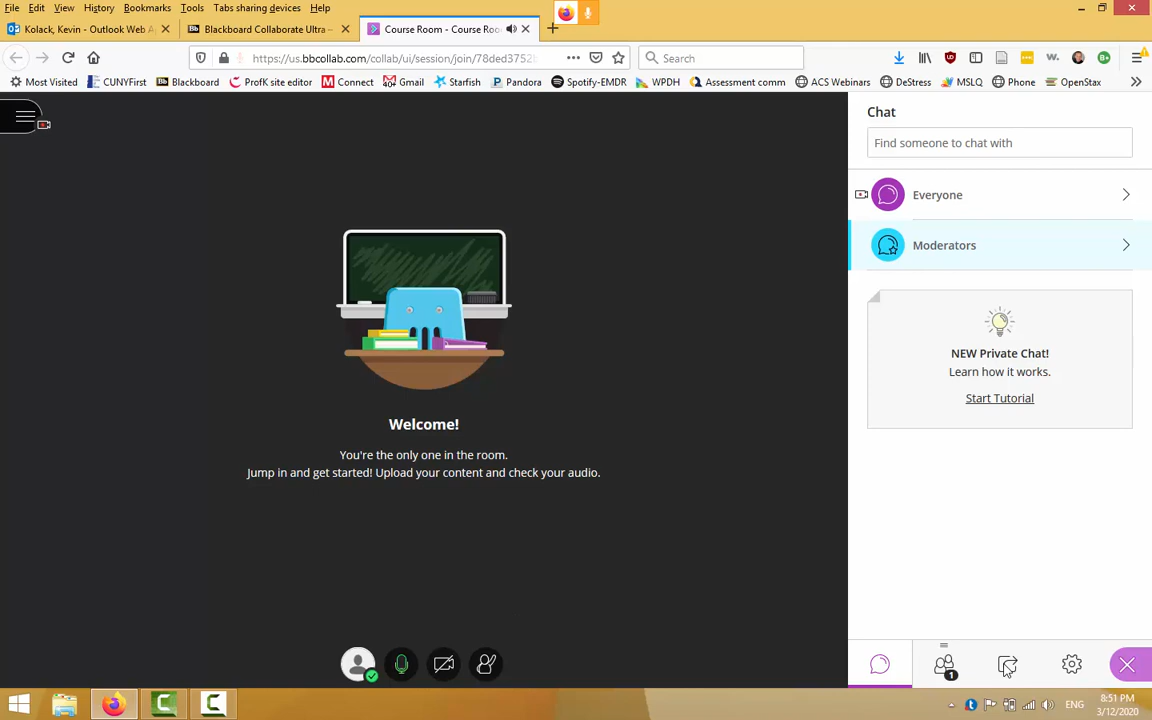 File Edit View History Bookmarks Tools Tabs sharing devices Help
Kolack, Kevin - Outlook Web A
Blackboard Collaborate Ultra –
Course Room - Course Roo
https://us.bbcollab.com/collab/ui/session/join/78ded3752
Search
Most Visited CUNYFirst Blackboard ProfK site editor Connect Gmail Starfish Pandora Spotify-EMDR WPDH Assessment comm ACS Webinars DeStress MSLQ Phone OpenStax
Chat
Find someone to chat with
Everyone
Moderators
NEW Private Chat!
Learn how it works.
Start Tutorial
Welcome!
You're the only one in the room.
Jump in and get started! Upload your content and check your audio.
1
ENG
8:51 PM
3/12/2020